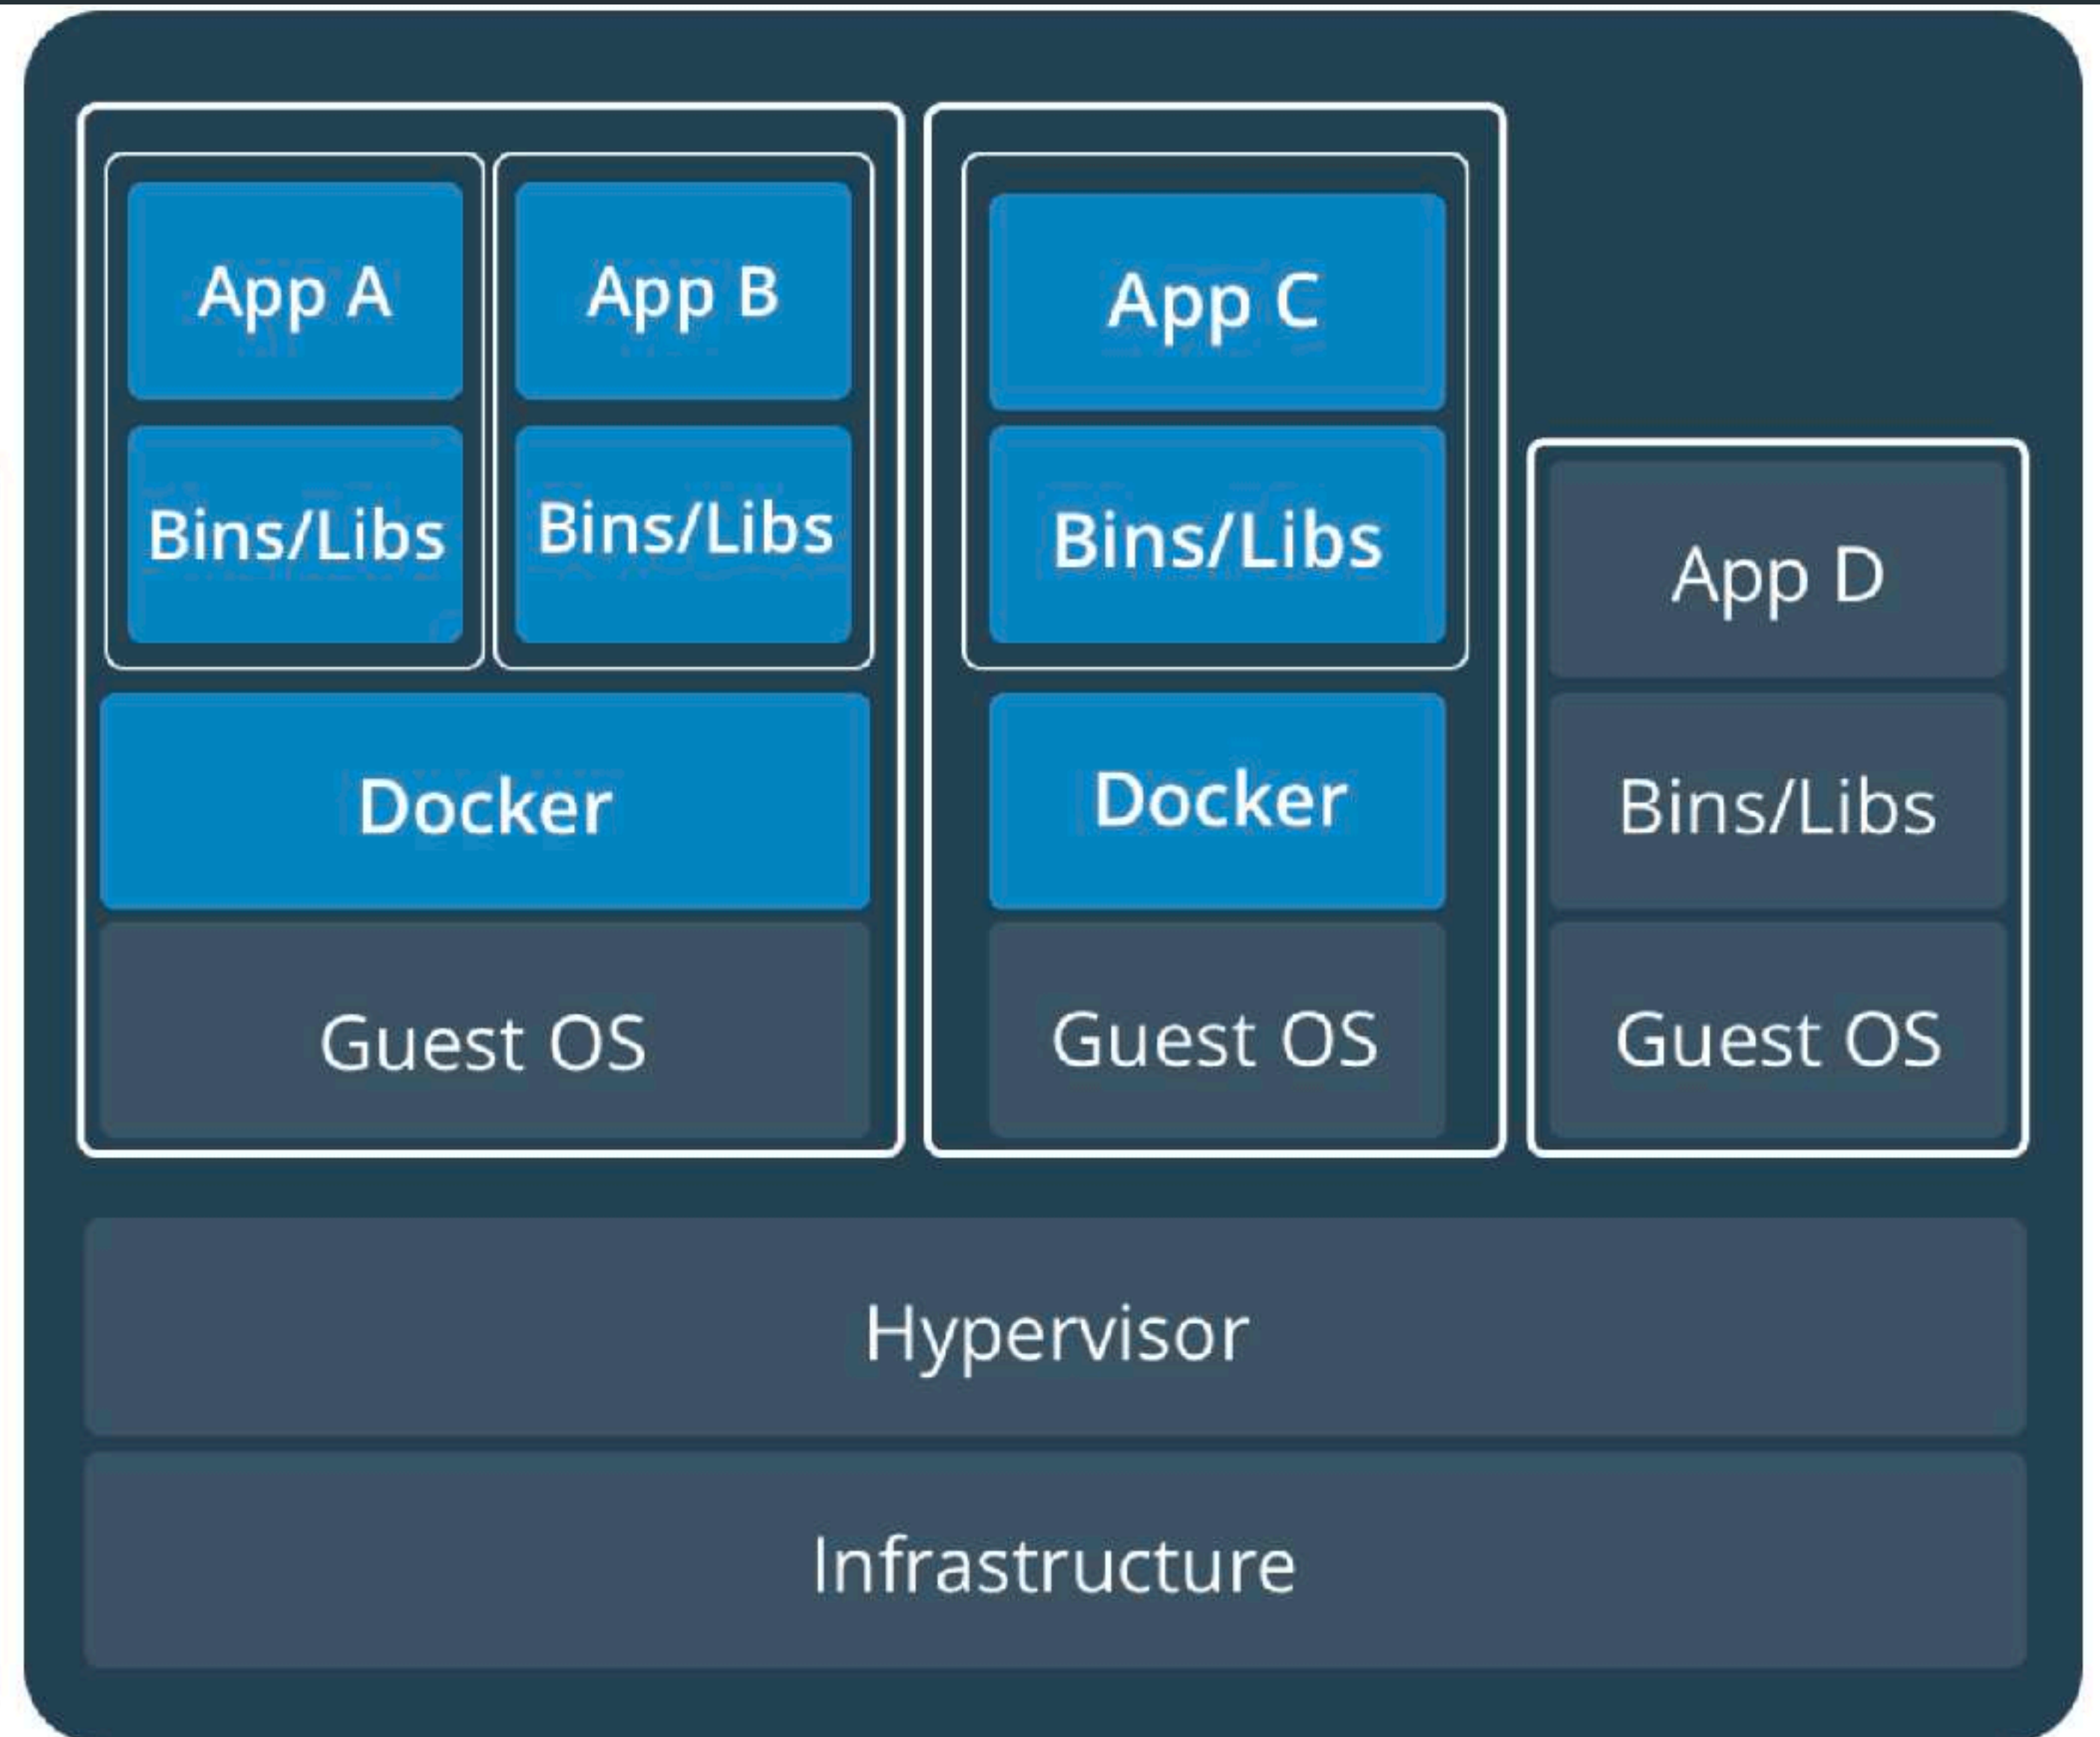 App A
App B
App C
Bins/Libs
Bins/Libs
Bins/Libs
App D
Docker
Docker
Bins/Libs
Guest OS
Guest OS
Guest OS
Hypervisor
Infrastructure